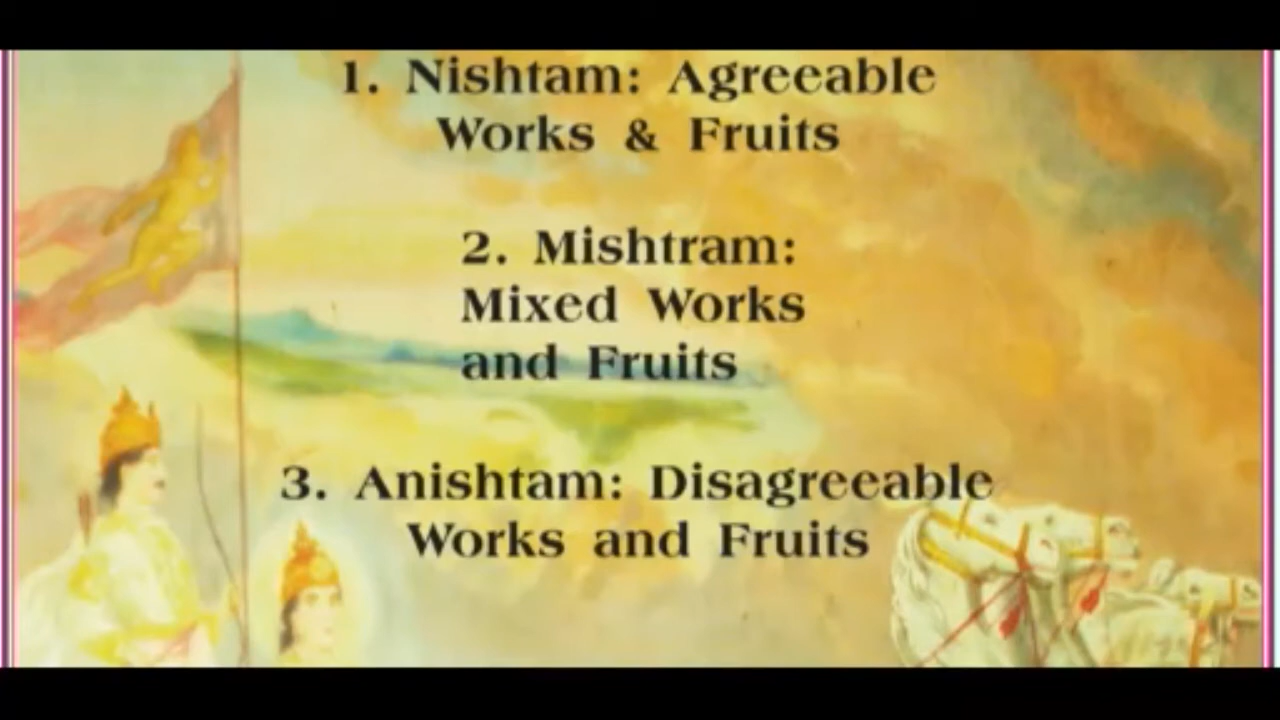 1. Nishtam: Agreeable
Works & Fruits
2. Mishtram:
Mixed Works
and Fruits
3. Anishtam: Disagreeable
Works and Fruits